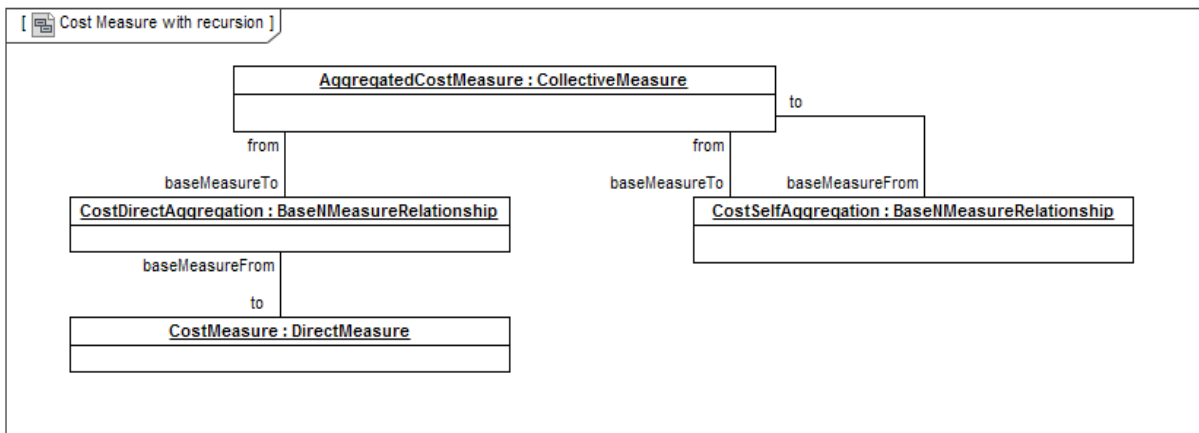 [ Cost Measure with recursion ]
AggregatedCostMeasure : CollectiveMeasure
to
from
from
baseMeasureTo
baseMeasureTo
baseMeasureFrom
CostDirectAggregation : BaseNMeasureRelationship
CostSelfAggregation : BaseNMeasureRelationship
baseMeasureFrom
to
CostMeasure : DirectMeasure